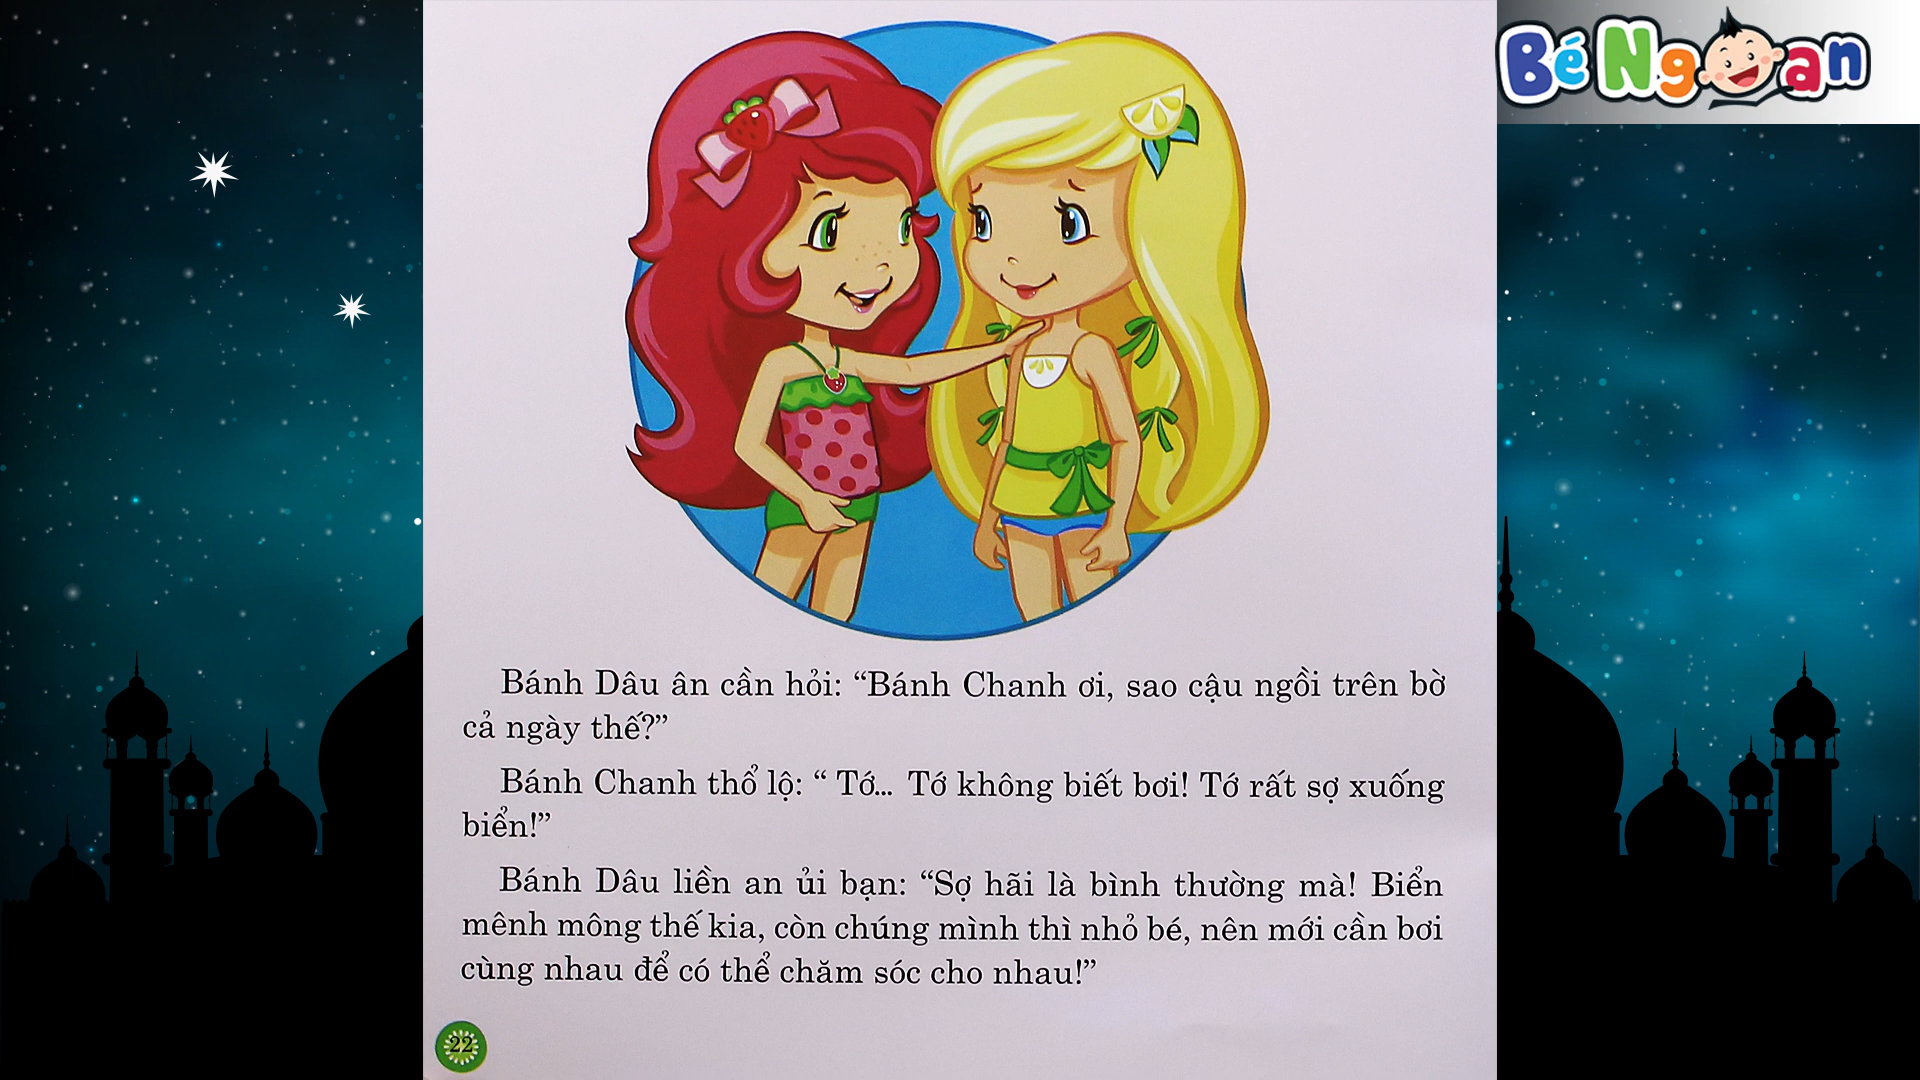 Bé Ngoan
Bánh Dâu ân cần hỏi: “Bánh Chanh ơi, sao cậu ngồi trên bờ
cả ngày thế?”
Bánh Chanh thổ lộ: “ Tớ... Tớ không biết bơi! Tớ rất sợ xuống
biển!”
Bánh Dâu liền an ủi bạn: “Sợ hãi là bình thường mà! Biển
mênh mông thế kia, còn chúng mình thì nhỏ bé, nên mới cần bơi
cùng nhau để có thể chăm sóc cho nhau!”
22